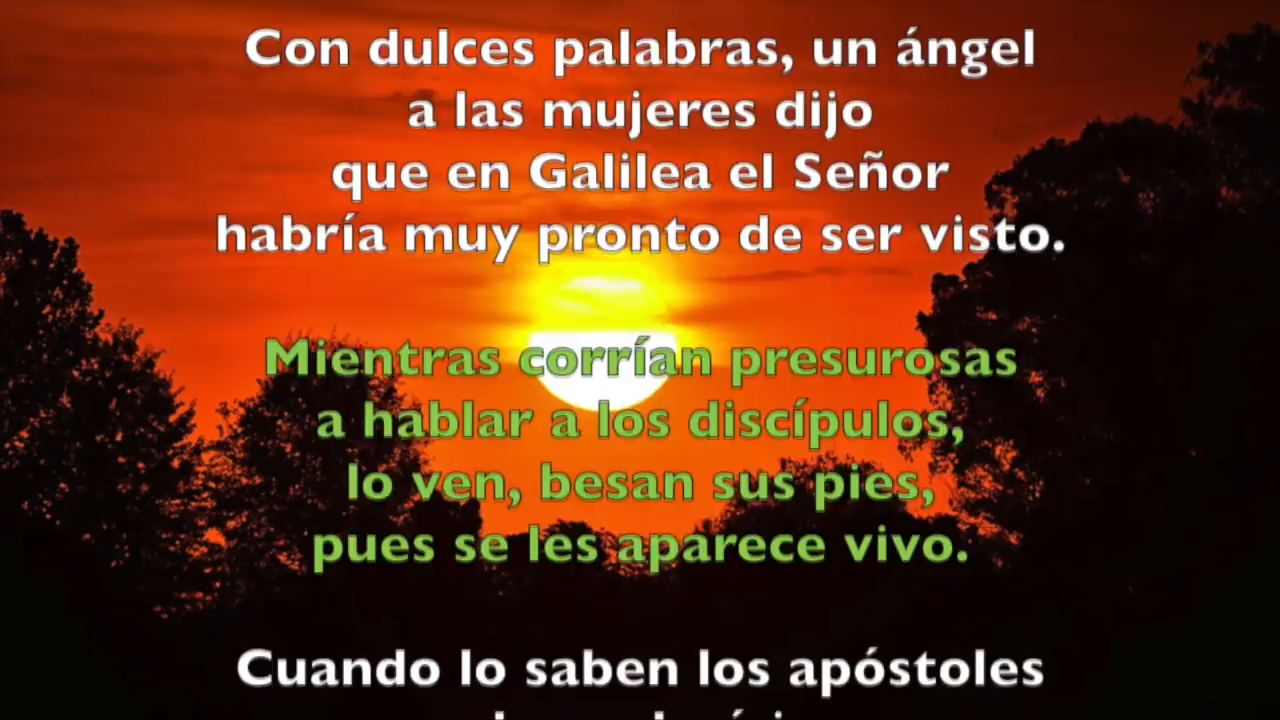 Con dulces palabras, un ángel
a las mujeres dijo
que en Galilea el Señor
habría muy pronto de ser visto.
Mientras corrían presurosas
a hablar a los discípulos,
lo ven, besan sus pies,
pues se les aparece vivo.
Cuando lo saben los apóstoles